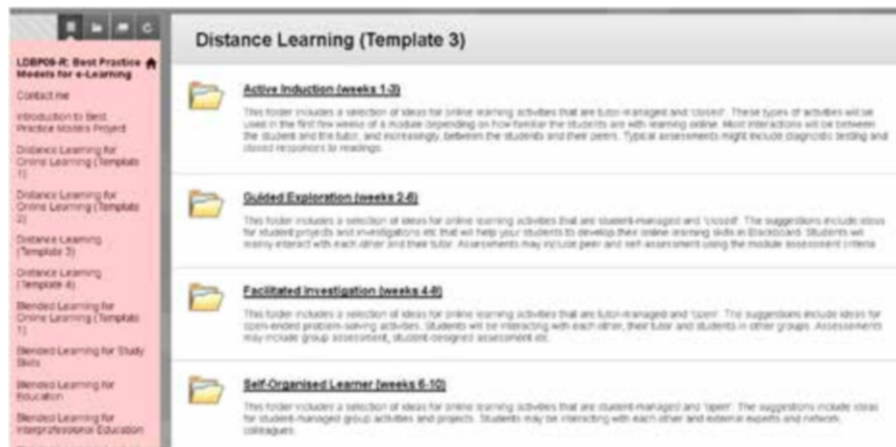 LDBP09-R: Best Practice
Models for e-Learning
Contact me
Introduction to Best
Practice Models Project
Distance Learning for
Online Learning (Template
1)
Distance Learning for
Online Learning (Template
2)
Distance Learning
(Template 3)
Distance Learning
(Template 4)
Blended Learning for
Online Learning (Template
1)
Blended Learning for Study
Skills
Blended Learning for
Education
Blended Learning for
Interprofessional Education
Distance Learning (Template 3)
Active Induction (weeks 1-3)
This folder includes a selection of ideas for online learning activities that are tutor-managed and 'closed'. These types of activities will be
used in the first few weeks of a module depending on how familiar the students are with learning online. Most interactions will be between
the student and the tutor, and increasingly, between the students and their peers. Typical assessments might include diagnostic testing and
closed responses to readings.
Guided Exploration (weeks 2-6)
This folder includes a selection of ideas for online learning activities that are student-managed and 'closed'. The suggestions include ideas
for student projects and investigations etc that will help your students to develop their online learning skills in Blackboard. Students will
mainly interact with each other and their tutor. Assessments may include peer and self-assessment using the module assessment criteria.
Facilitated Investigation (weeks 4-8)
This folder includes a selection of ideas for online learning activities that are tutor-managed and 'open'. The suggestions include ideas for
open-ended problem-solving activities. Students will be interacting with each other, their tutor and students in other groups. Assessments
may include group assessment, student-designed assessment etc.
Self-Organised Learner (weeks 6-10)
This folder includes a selection of ideas for online learning activities that are student-managed and 'open'. The suggestions include ideas
for student-managed group activities and projects. Students may be interacting with each other and external experts and network,
colleagues.